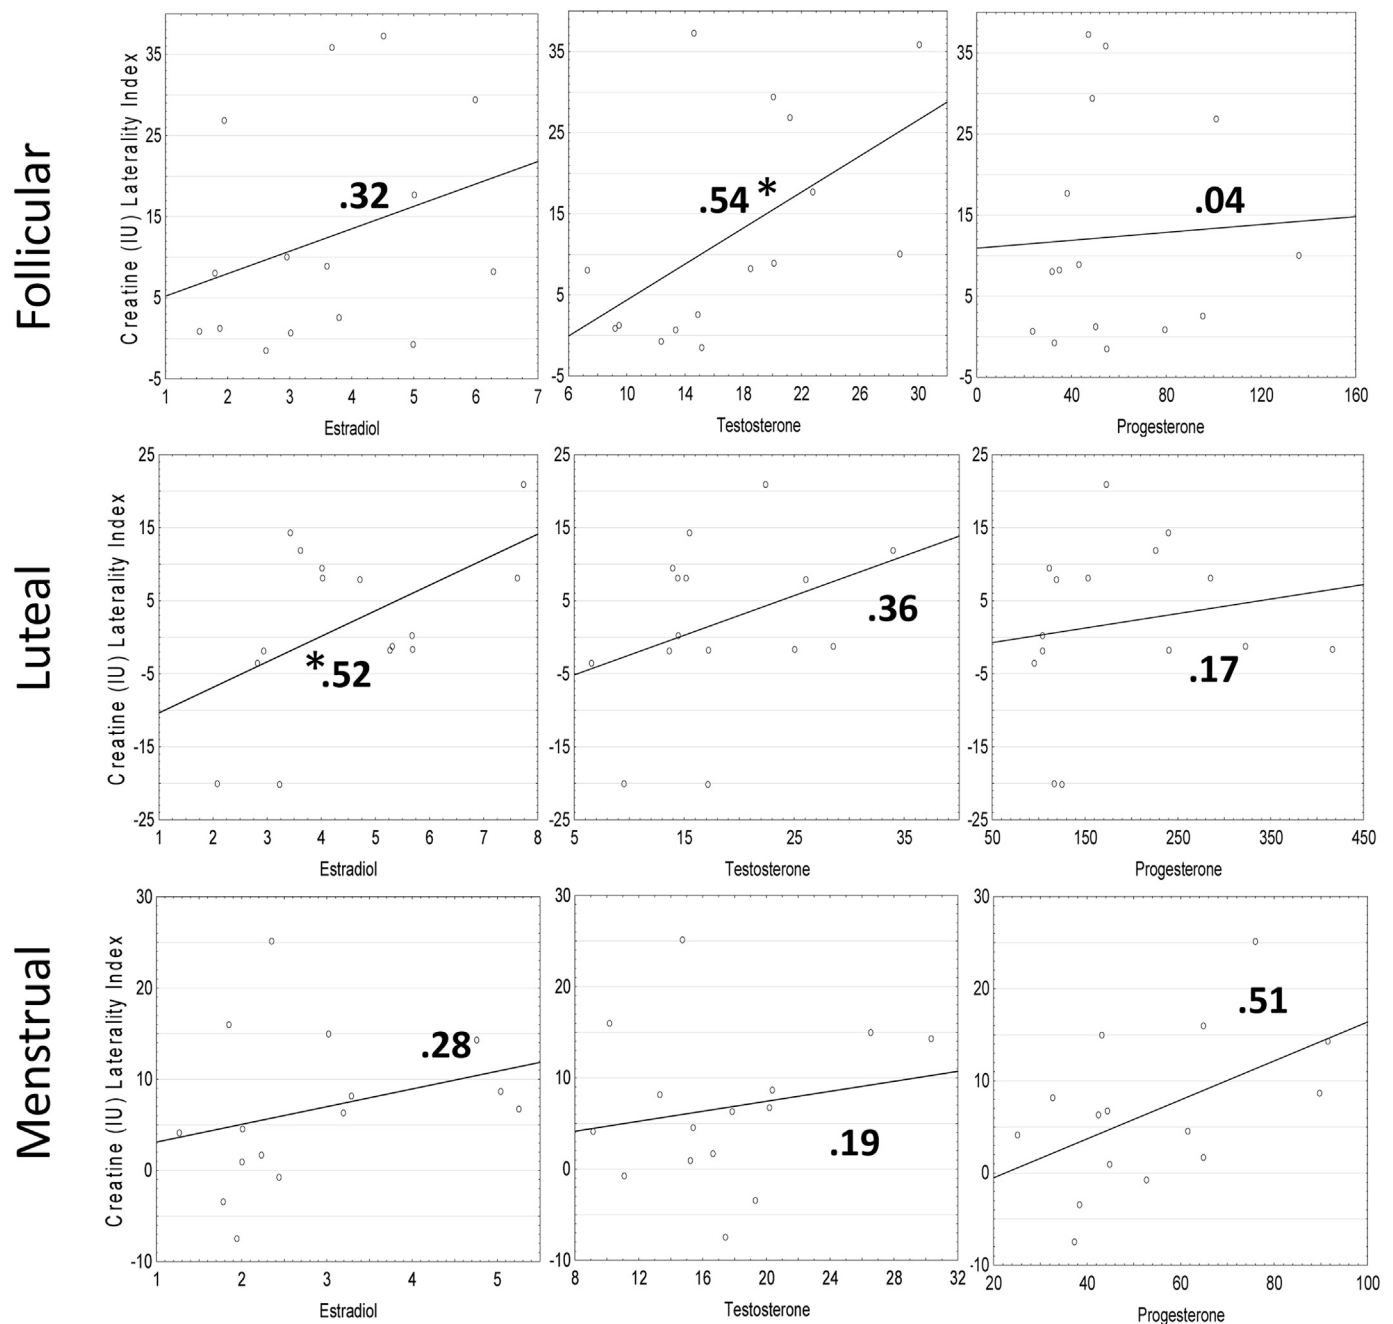 Follicular
Creatine (IU) Laterality Index
35
25
15
5
-5
.32
1 2 3 4 5 6 7
Estradiol
35
25
15
5
-5
.54 *
6 10 14 18 22 26 30
Testosterone
35
25
15
5
-5
.04
0 40 80 120 160
Progesterone
Luteal
Creatine (IU) Laterality Index
25
15
5
-5
-15
-25
*.52
1 2 3 4 5 6 7 8
Estradiol
25
15
5
-5
-15
-25
.36
5 15 25 35
Testosterone
25
15
5
-5
-15
-25
.17
50 150 250 350 450
Progesterone
Menstrual
Creatine (IU) Laterality Index
30
20
10
0
-10
.28
1 2 3 4 5
Estradiol
30
20
10
0
-10
.19
8 12 16 20 24 28 32
Testosterone
30
20
10
0
-10
.51
20 40 60 80 100
Progesterone